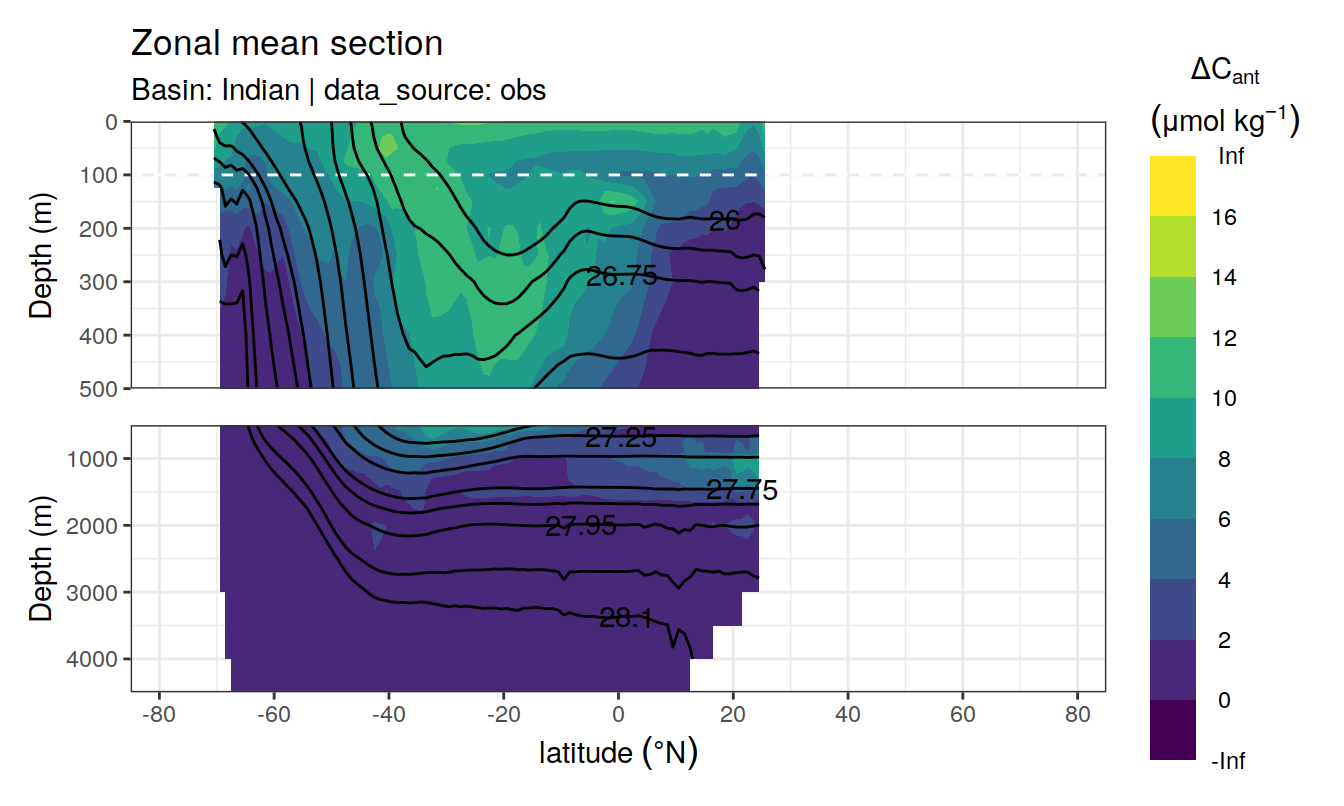 Zonal mean section
Basin: Indian | data_source: obs
ΔCant
(μmol kg−1)
Inf
16
14
12
10
8
6
4
2
0
-Inf
Depth (m)
0
100
200
300
400
500
26
26.75
Depth (m)
1000
2000
3000
4000
27.25
27.75
27.95
28.1
-80 -60 -40 -20 0 20 40 60 80
latitude (°N)